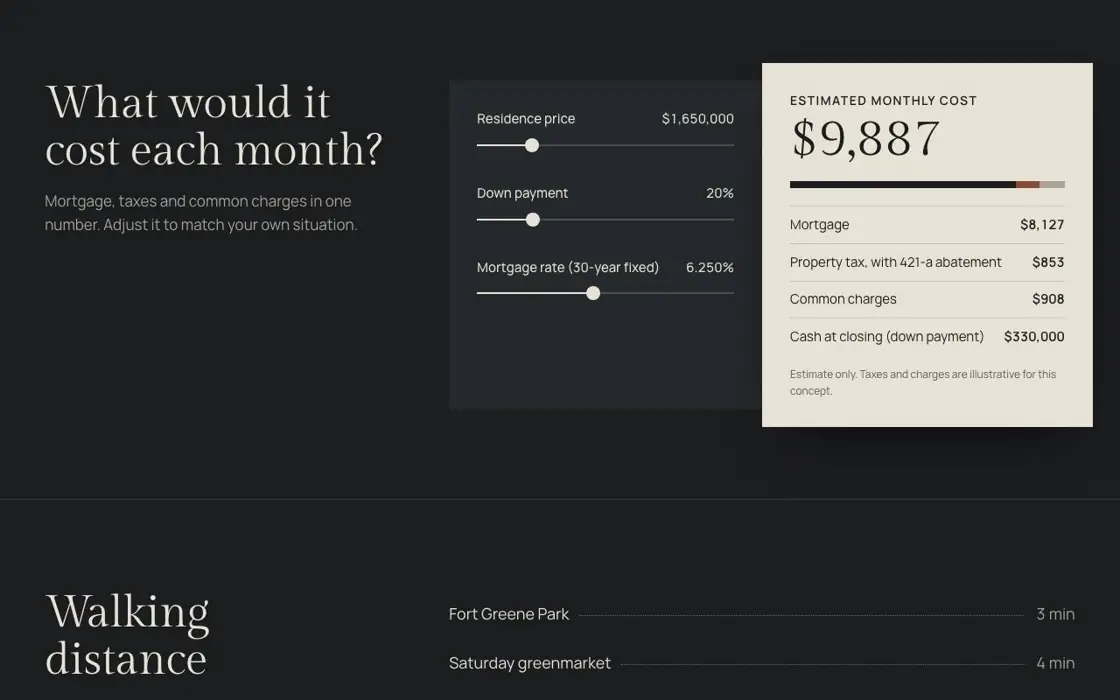 What would it
cost each month?
Mortgage, taxes and common charges in one
number. Adjust it to match your own situation.
Residence price $1,650,000
Down payment 20%
Mortgage rate (30-year fixed) 6.250%
ESTIMATED MONTHLY COST
$9,887
Mortgage $8,127
Property tax, with 421-a abatement $853
Common charges $908
Cash at closing (down payment) $330,000
Estimate only. Taxes and charges are illustrative for this
concept.
Walking
distance
Fort Greene Park 3 min
Saturday greenmarket 4 min